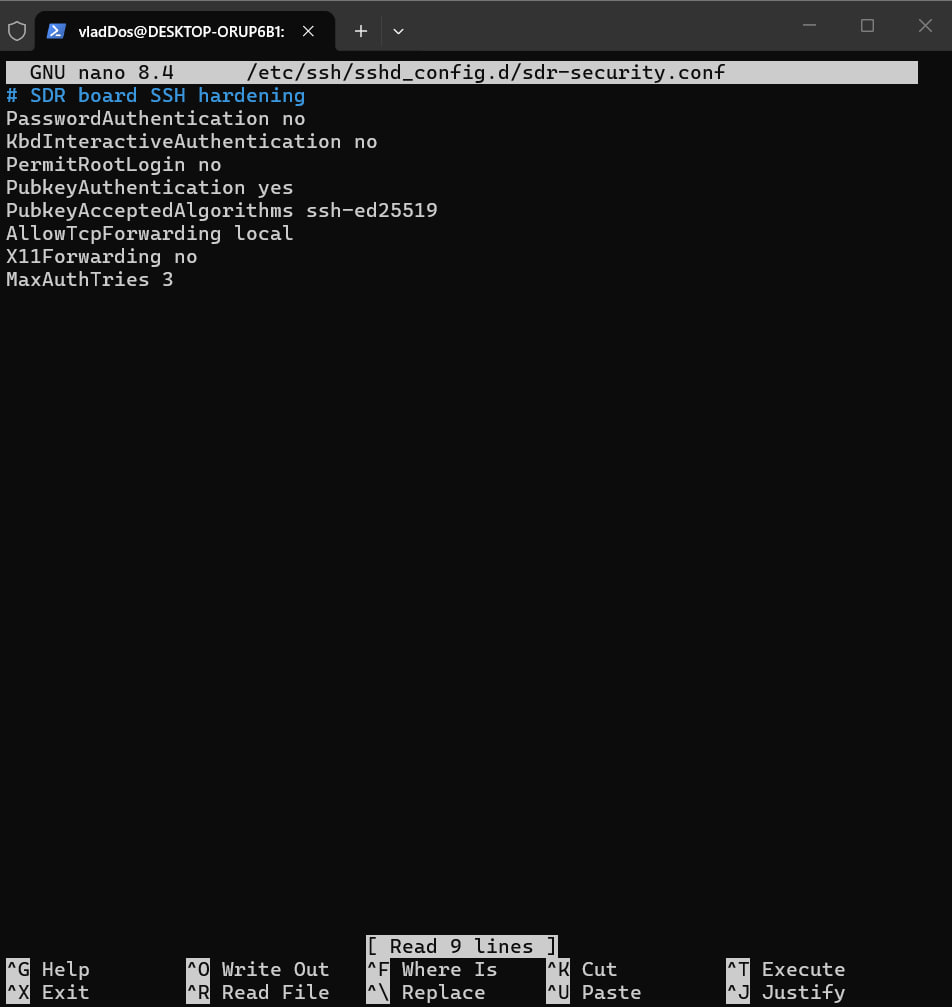 vladDos@DESKTOP-ORUP6B1:
GNU nano 8.4 /etc/ssh/sshd_config.d/sdr-security.conf
# SDR board SSH hardening
PasswordAuthentication no
KbdInteractiveAuthentication no
PermitRootLogin no
PubkeyAuthentication yes
PubkeyAcceptedAlgorithms ssh-ed25519
AllowTcpForwarding local
X11Forwarding no
MaxAuthTries 3
[ Read 9 lines ]
^G Help ^O Write Out ^F Where Is ^K Cut ^T Execute
^X Exit ^R Read File ^\ Replace ^U Paste ^J Justify